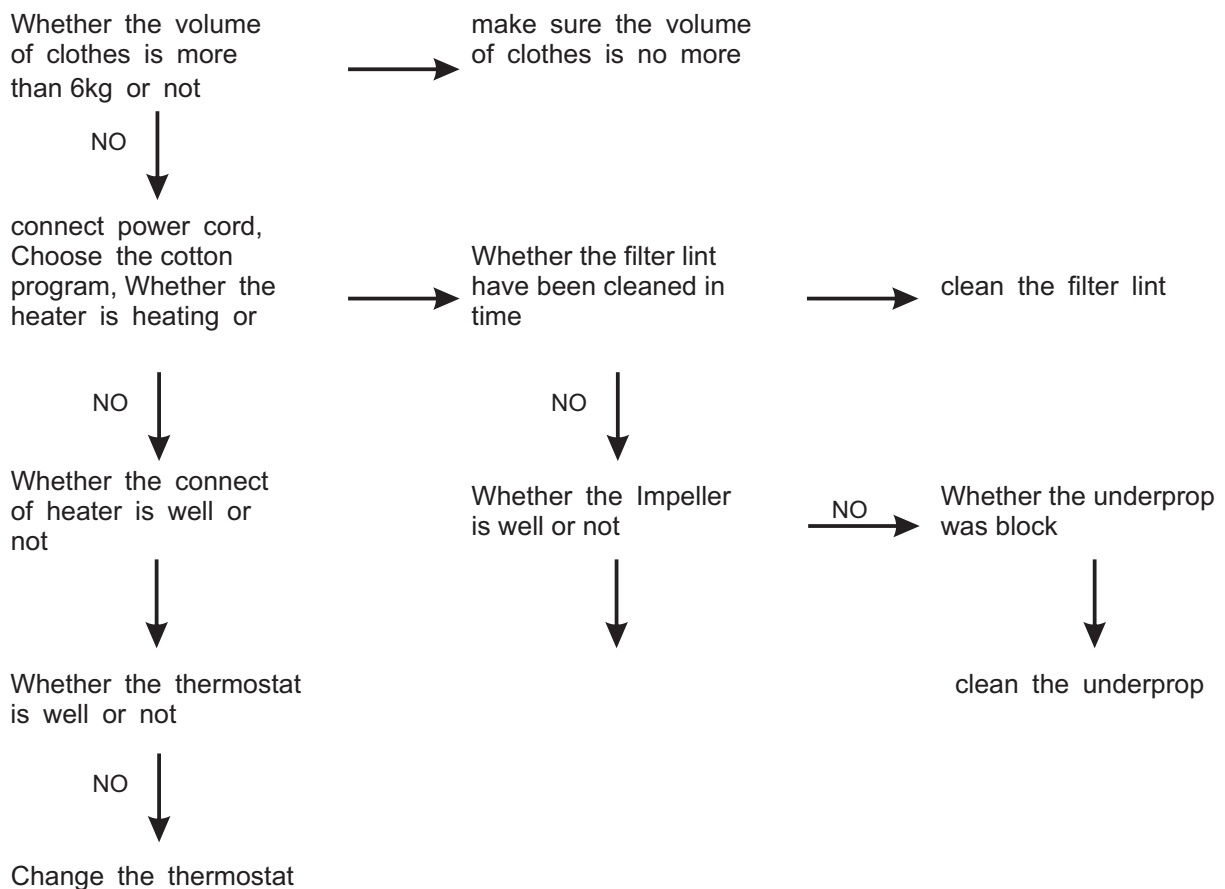 Whether the volume
of clothes is more
than 6kg or not
make sure the volume
of clothes is no more
NO
connect power cord,
Choose the cotton
program, Whether the
heater is heating or
Whether the filter lint
have been cleaned in
time
clean the filter lint
NO
NO
Whether the connect
of heater is well or
not
Whether the Impeller
is well or not
NO
Whether the underprop
was block
Whether the thermostat
is well or not
clean the underprop
NO
Change the thermostat